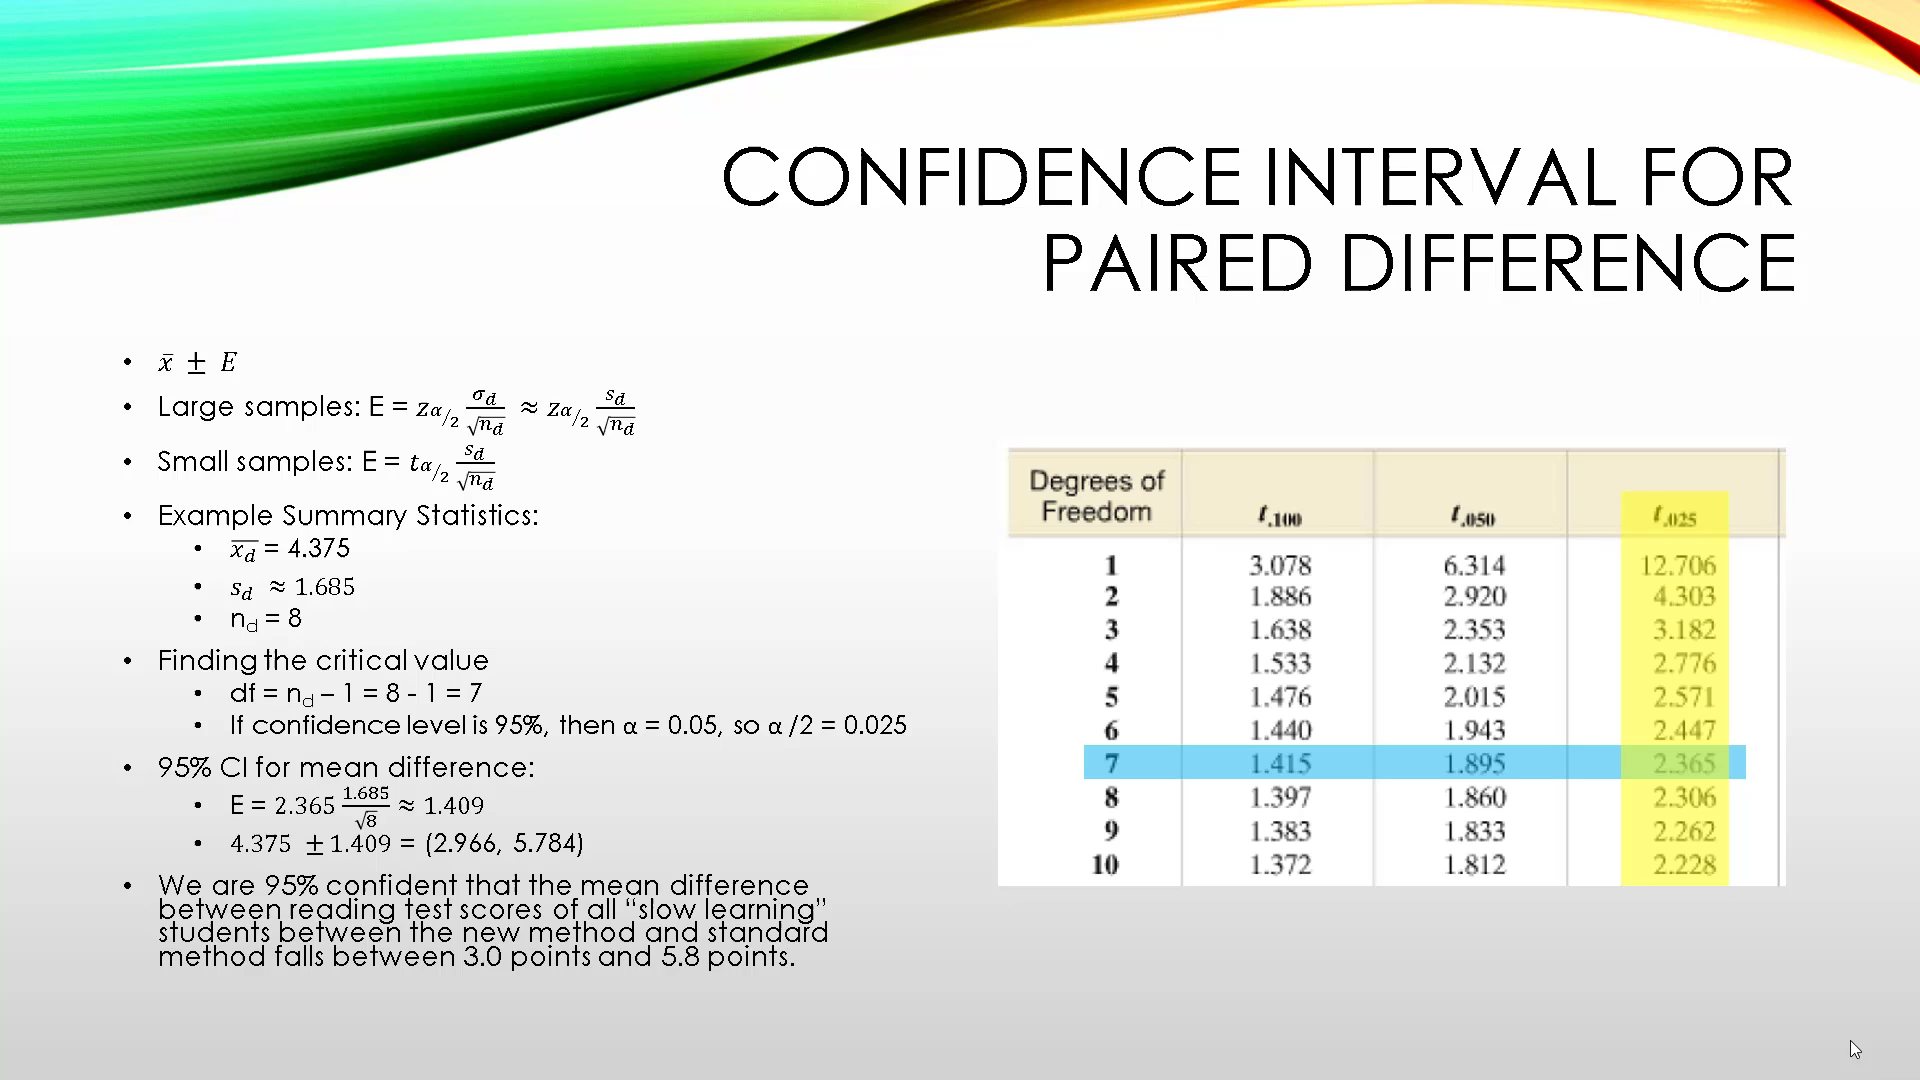 CONFIDENCE INTERVAL FOR
PAIRED DIFFERENCE
• x̄ ± E
• Large samples: E = zα/2 σd/√nd ≈ zα/2 sd/√nd
• Small samples: E = tα/2 sd/√nd
• Example Summary Statistics:
• x̄d = 4.375
• sd ≈ 1.685
• nd = 8
• Finding the critical value
• df = nd – 1 = 8 - 1 = 7
• If confidence level is 95%, then α = 0.05, so α /2 = 0.025
• 95% CI for mean difference:
• E = 2.365 1.685/√8 ≈ 1.409
• 4.375 ± 1.409 = (2.966, 5.784)
• We are 95% confident that the mean difference
between reading test scores of all “slow learning”
students between the new method and standard
method falls between 3.0 points and 5.8 points.
Degrees of
Freedom t.100 t.050 t.025
1 3.078 6.314 12.706
2 1.886 2.920 4.303
3 1.638 2.353 3.182
4 1.533 2.132 2.776
5 1.476 2.015 2.571
6 1.440 1.943 2.447
7 1.415 1.895 2.365
8 1.397 1.860 2.306
9 1.383 1.833 2.262
10 1.372 1.812 2.228